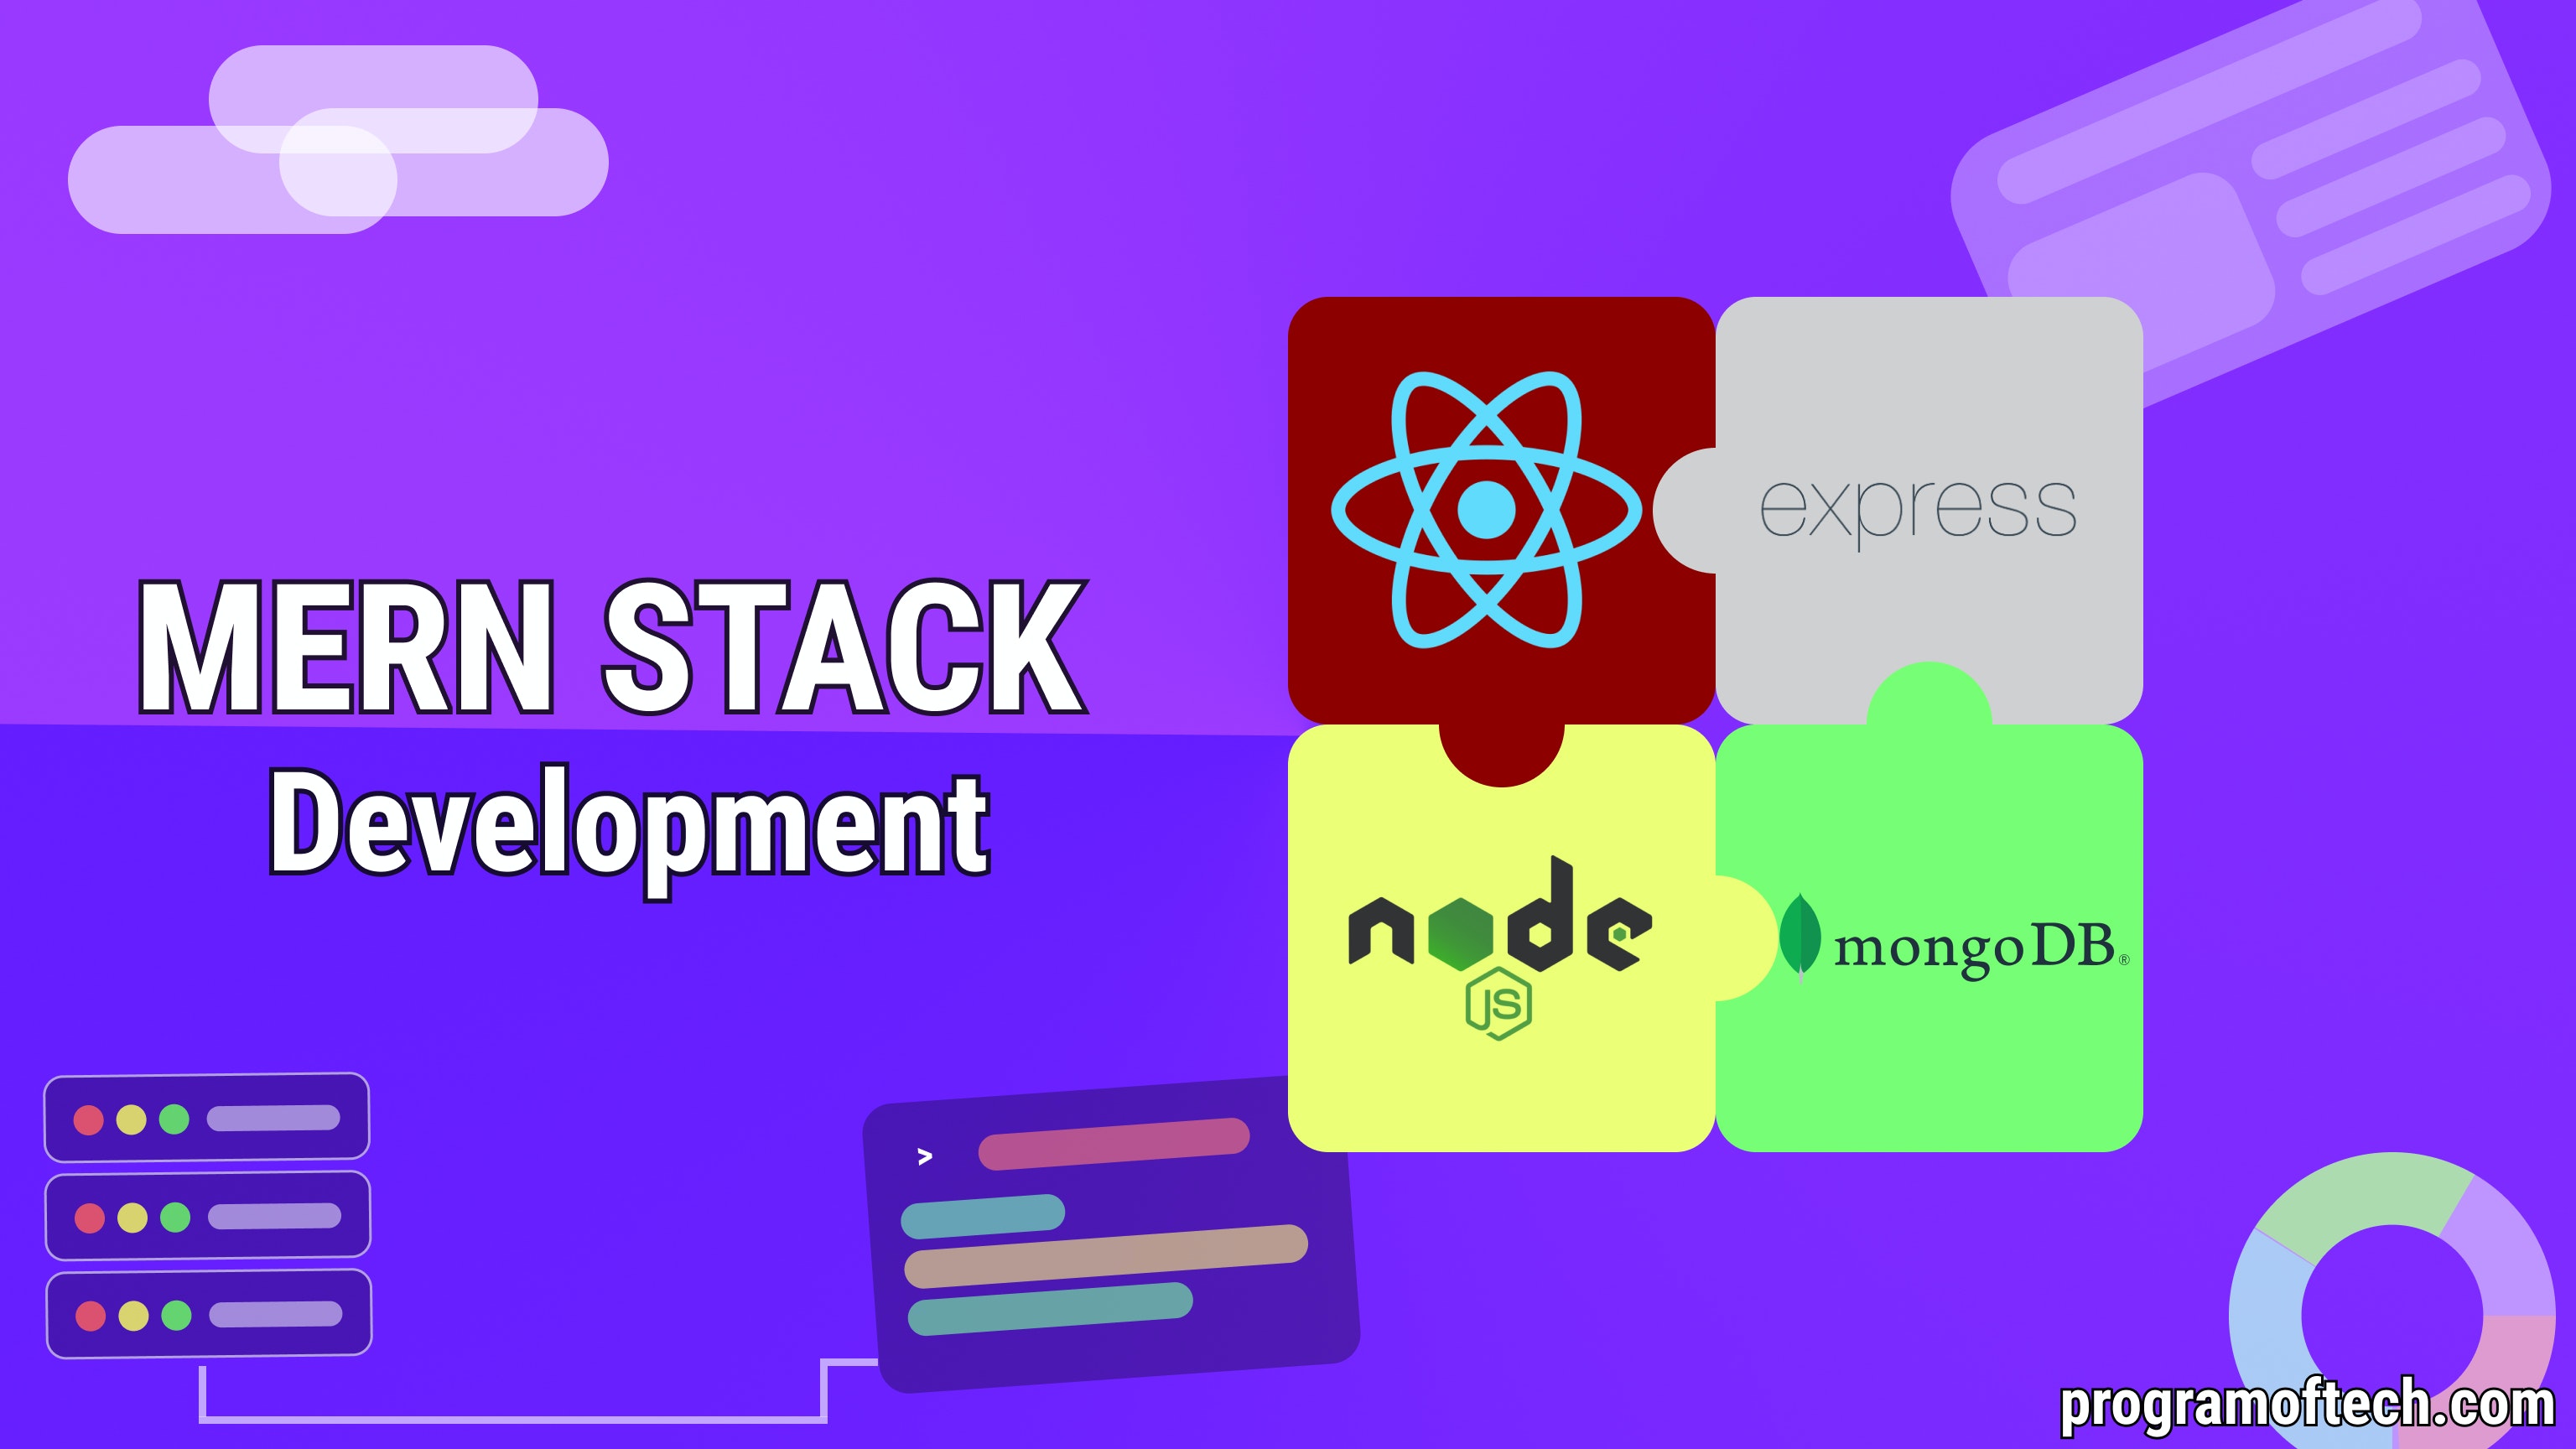 MERN STACK
Development
express
node
JS
mongoDB®
>
programoftech.com